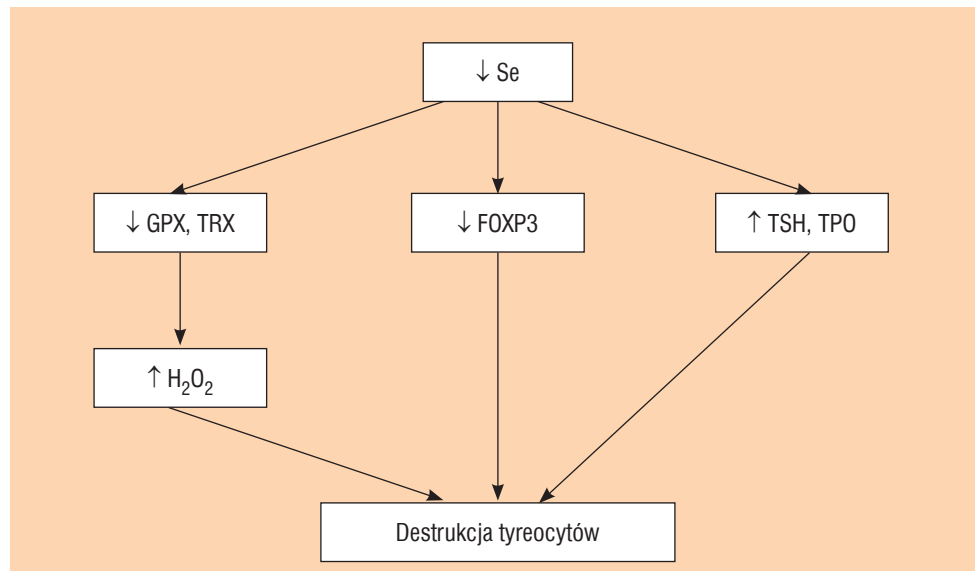 ↓ Se
↓ GPX, TRX
↓ FOXP3
↑ TSH, TPO
↑ H₂O₂
Destrukcja tyreocytów